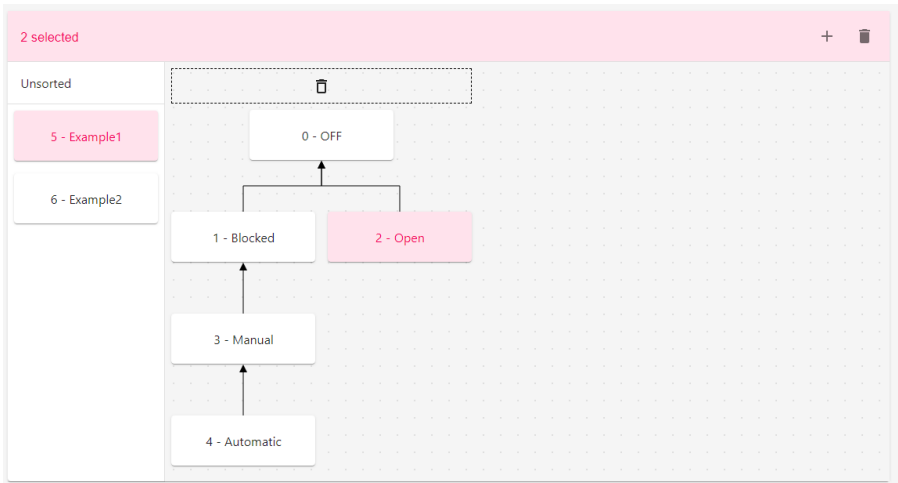 2 selected
Unsorted
5 - Example1
6 - Example2
0 - OFF
1 - Blocked
2 - Open
3 - Manual
4 - Automatic